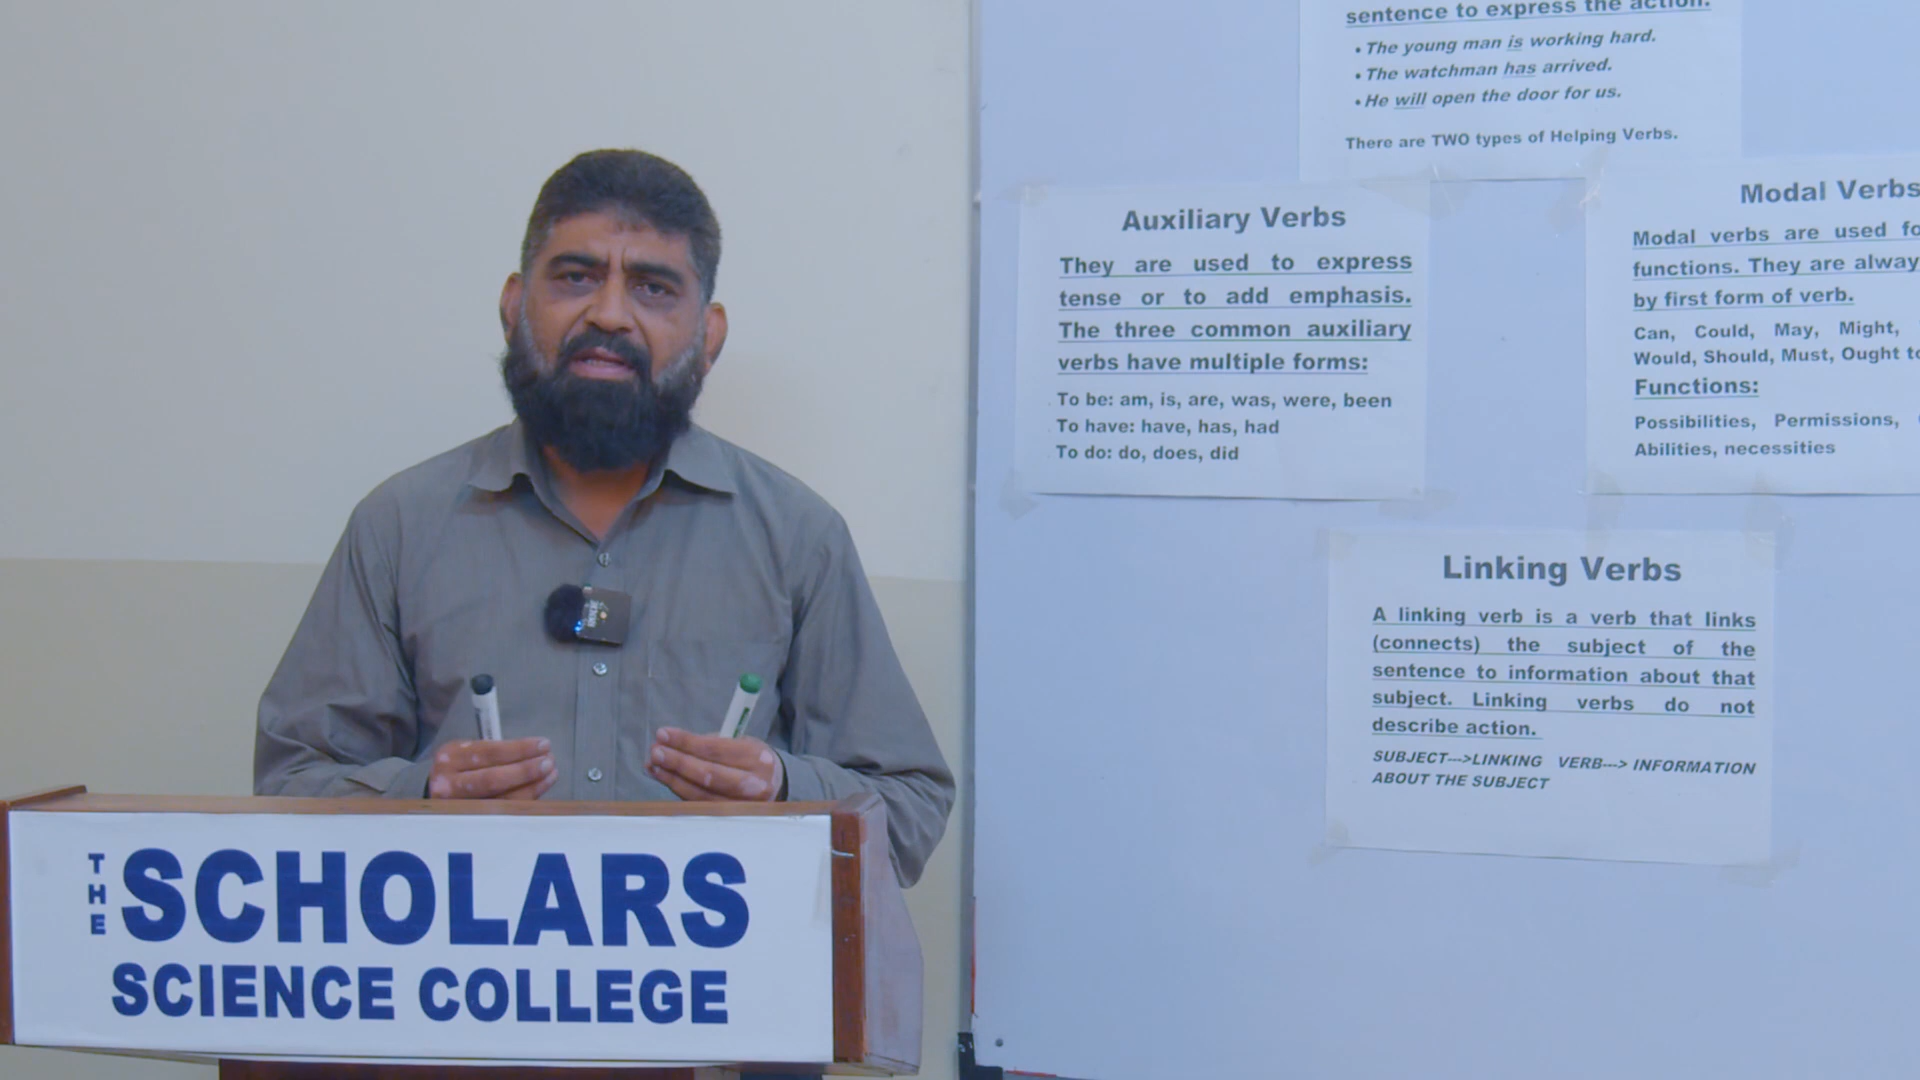 sentence to express the action.
• The young man is working hard.
• The watchman has arrived.
• He will open the door for us.
There are TWO types of Helping Verbs.
Auxiliary Verbs
They are used to express
tense or to add emphasis.
The three common auxiliary
verbs have multiple forms:
To be: am, is, are, was, were, been
To have: have, has, had
To do: do, does, did
Modal Verbs
Modal verbs are used
functions. They are
by first form of verb.
Can, Could, May, Might,
Would, Should, Must, Ought
Functions:
Possibilities, Permissions,
Abilities, necessities
Linking Verbs
A linking verb is a verb that links
(connects) the subject of the
sentence to information about that
subject. Linking verbs do not
describe action.
SUBJECT--->LINKING VERB---> INFORMATION
ABOUT THE SUBJECT
THE
SCHOLARS
SCIENCE COLLEGE